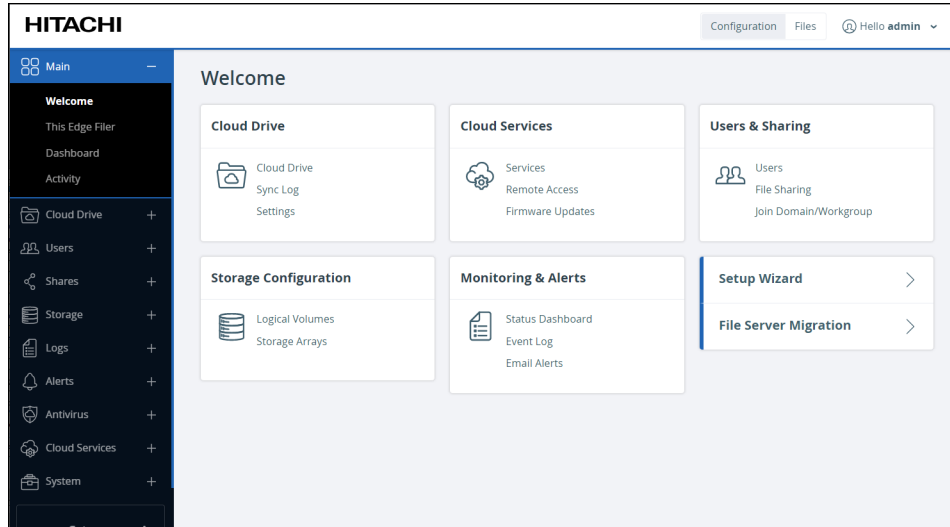 HITACHI
Configuration
Files
Hello admin
Main
Welcome
This Edge Filer
Dashboard
Activity
Cloud Drive
Users
Shares
Storage
Logs
Alerts
Antivirus
Cloud Services
System
Welcome
Cloud Drive
Cloud Drive
Sync Log
Settings
Cloud Services
Services
Remote Access
Firmware Updates
Users & Sharing
Users
File Sharing
Join Domain/Workgroup
Storage Configuration
Logical Volumes
Storage Arrays
Monitoring & Alerts
Status Dashboard
Event Log
Email Alerts
Setup Wizard
File Server Migration